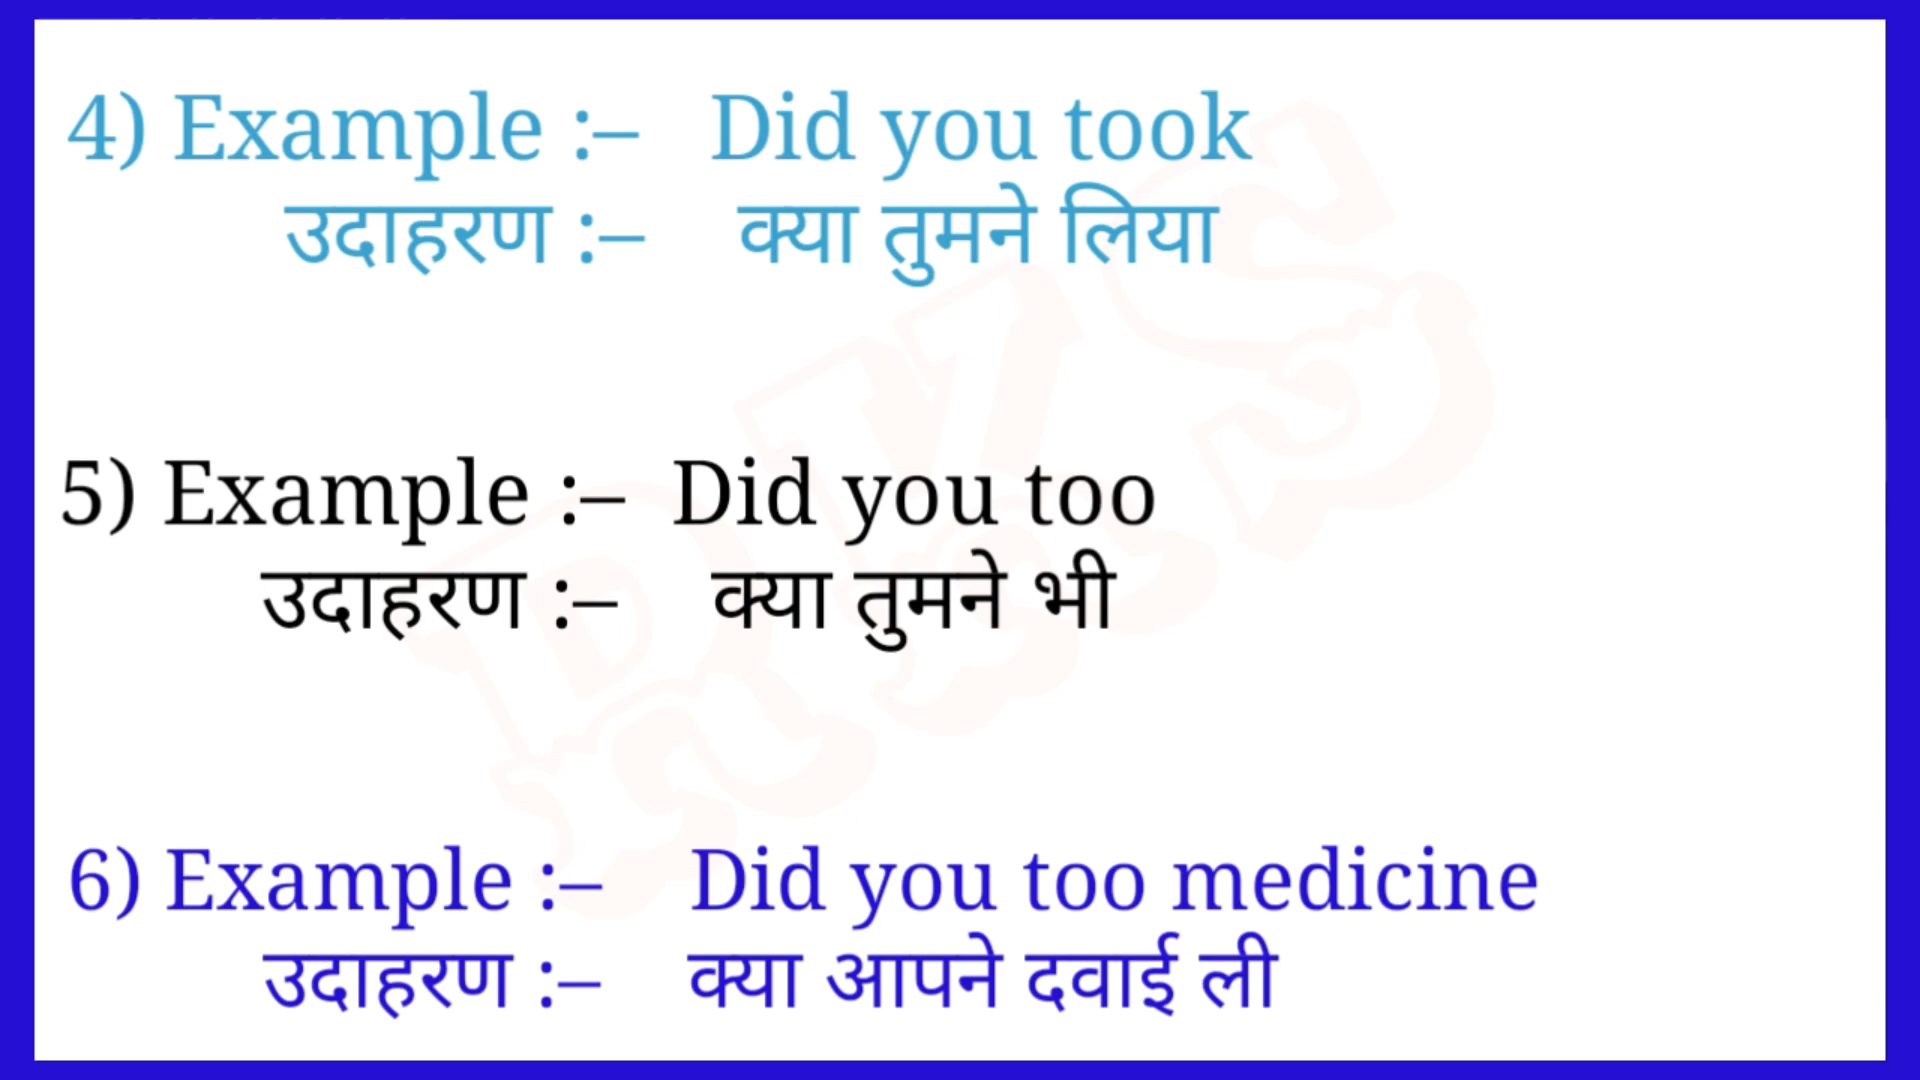 4) Example :– Did you took
उदाहरण :– क्या तुमने लिया
5) Example :– Did you too
उदाहरण :– क्या तुमने भी
6) Example :– Did you too medicine
उदाहरण :– क्या आपने दवाई ली